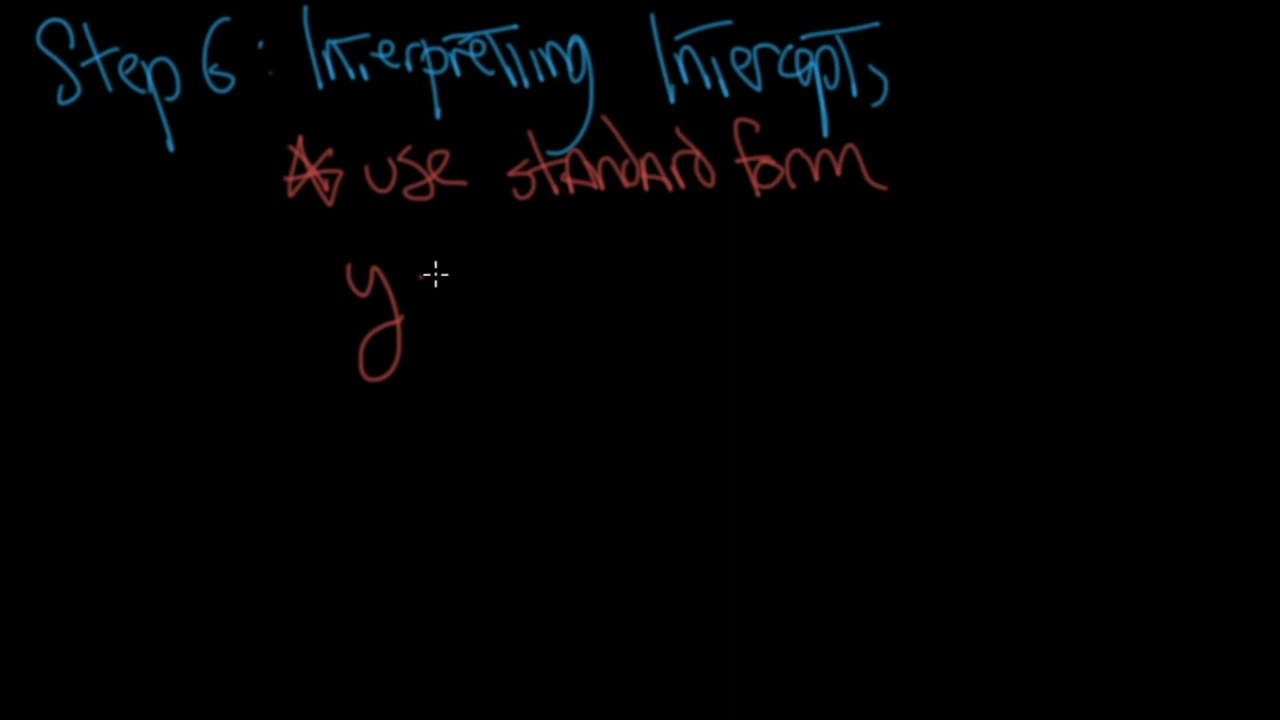 Step 6: Interpreting Intercepts
* use standard form
y